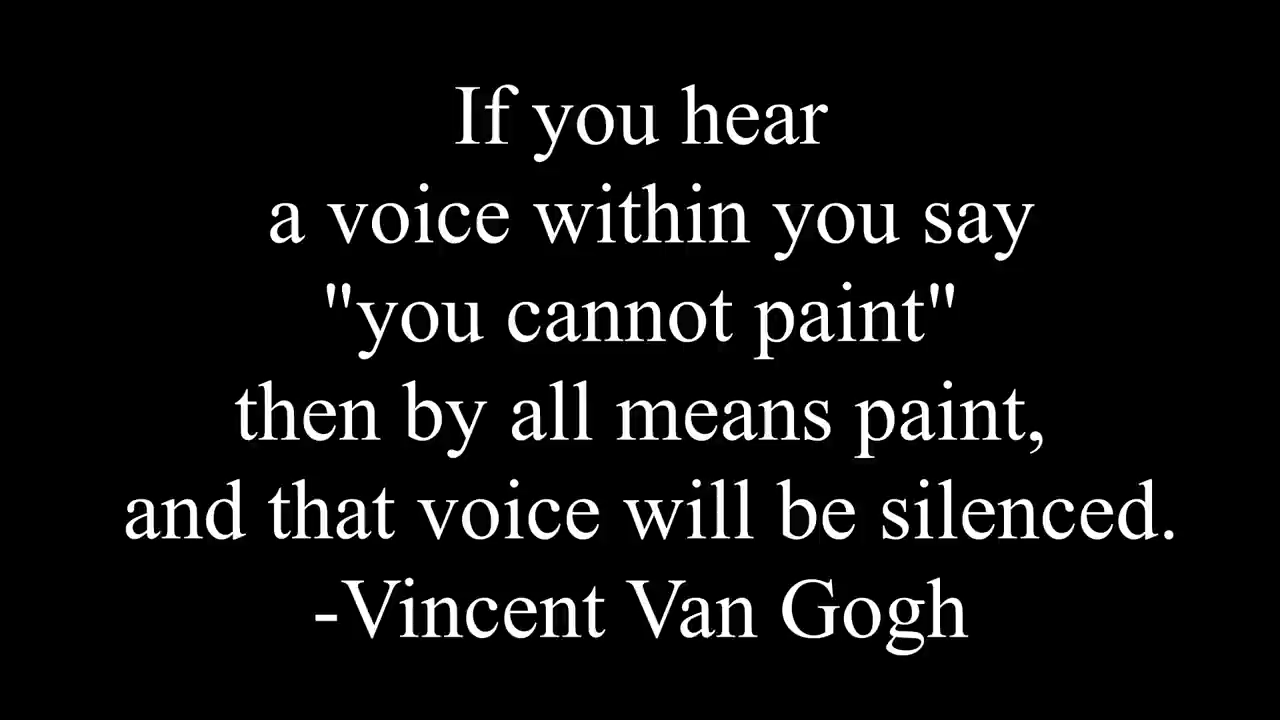 If you hear
a voice within you say
"you cannot paint"
then by all means paint,
and that voice will be silenced.
-Vincent Van Gogh